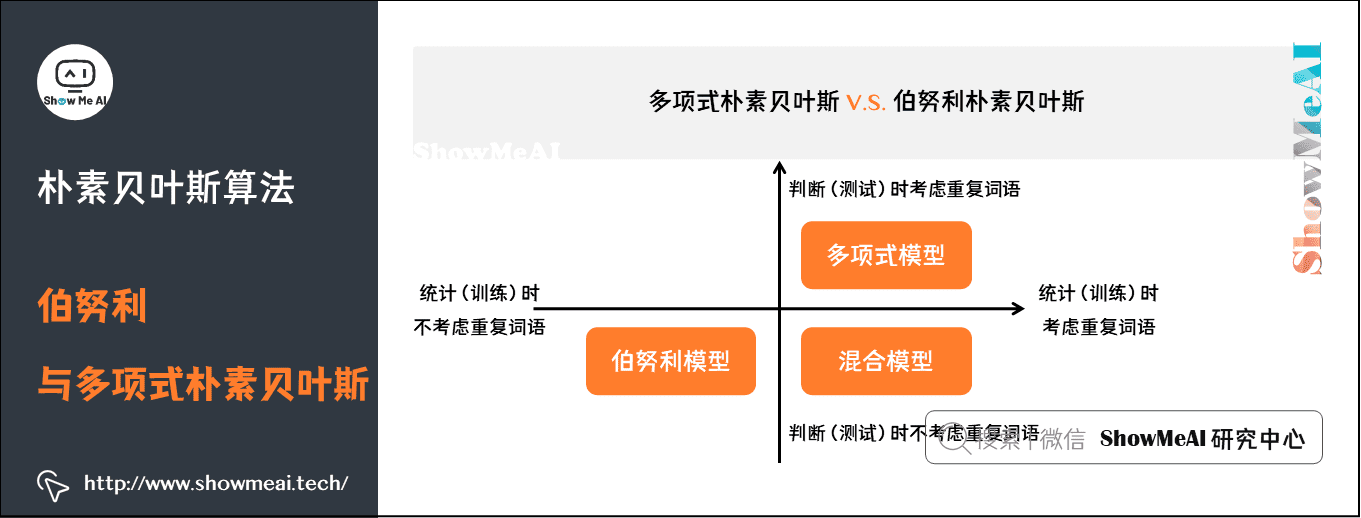 Show Me AI
朴素贝叶斯算法
伯努利
与多项式朴素贝叶斯
http://www.showmeai.tech/
多项式朴素贝叶斯 V.S. 伯努利朴素贝叶斯
ShowMeAI
ShowMeAI
判断（测试）时考虑重复词语
多项式模型
统计（训练）时
不考虑重复词语
统计（训练）时
考虑重复词语
伯努利模型
混合模型
判断（测试）时不考虑重复词语
搜索 | 微信 ShowMeAI 研究中心